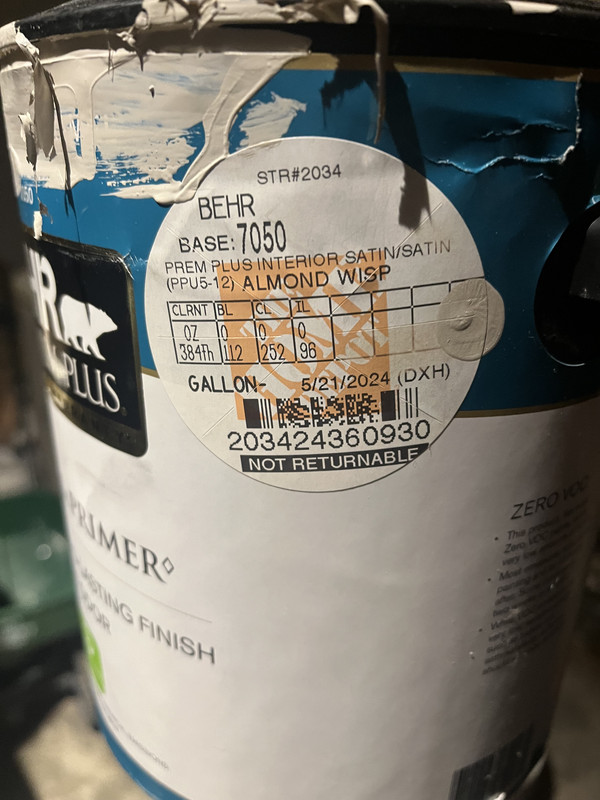 STR#2034
BEHR
BASE: 7050
PREM PLUS INTERIOR SATIN/SATIN
(PPU5-12) ALMOND WISP
CLRNT BL CL IL
OZ 0 0 0
384th 112 252 96
GALLON- 5/21/2024 (DXH)
203424360930
NOT RETURNABLE
PLUS
PRIMER◊
FINISH
ZERO VOC